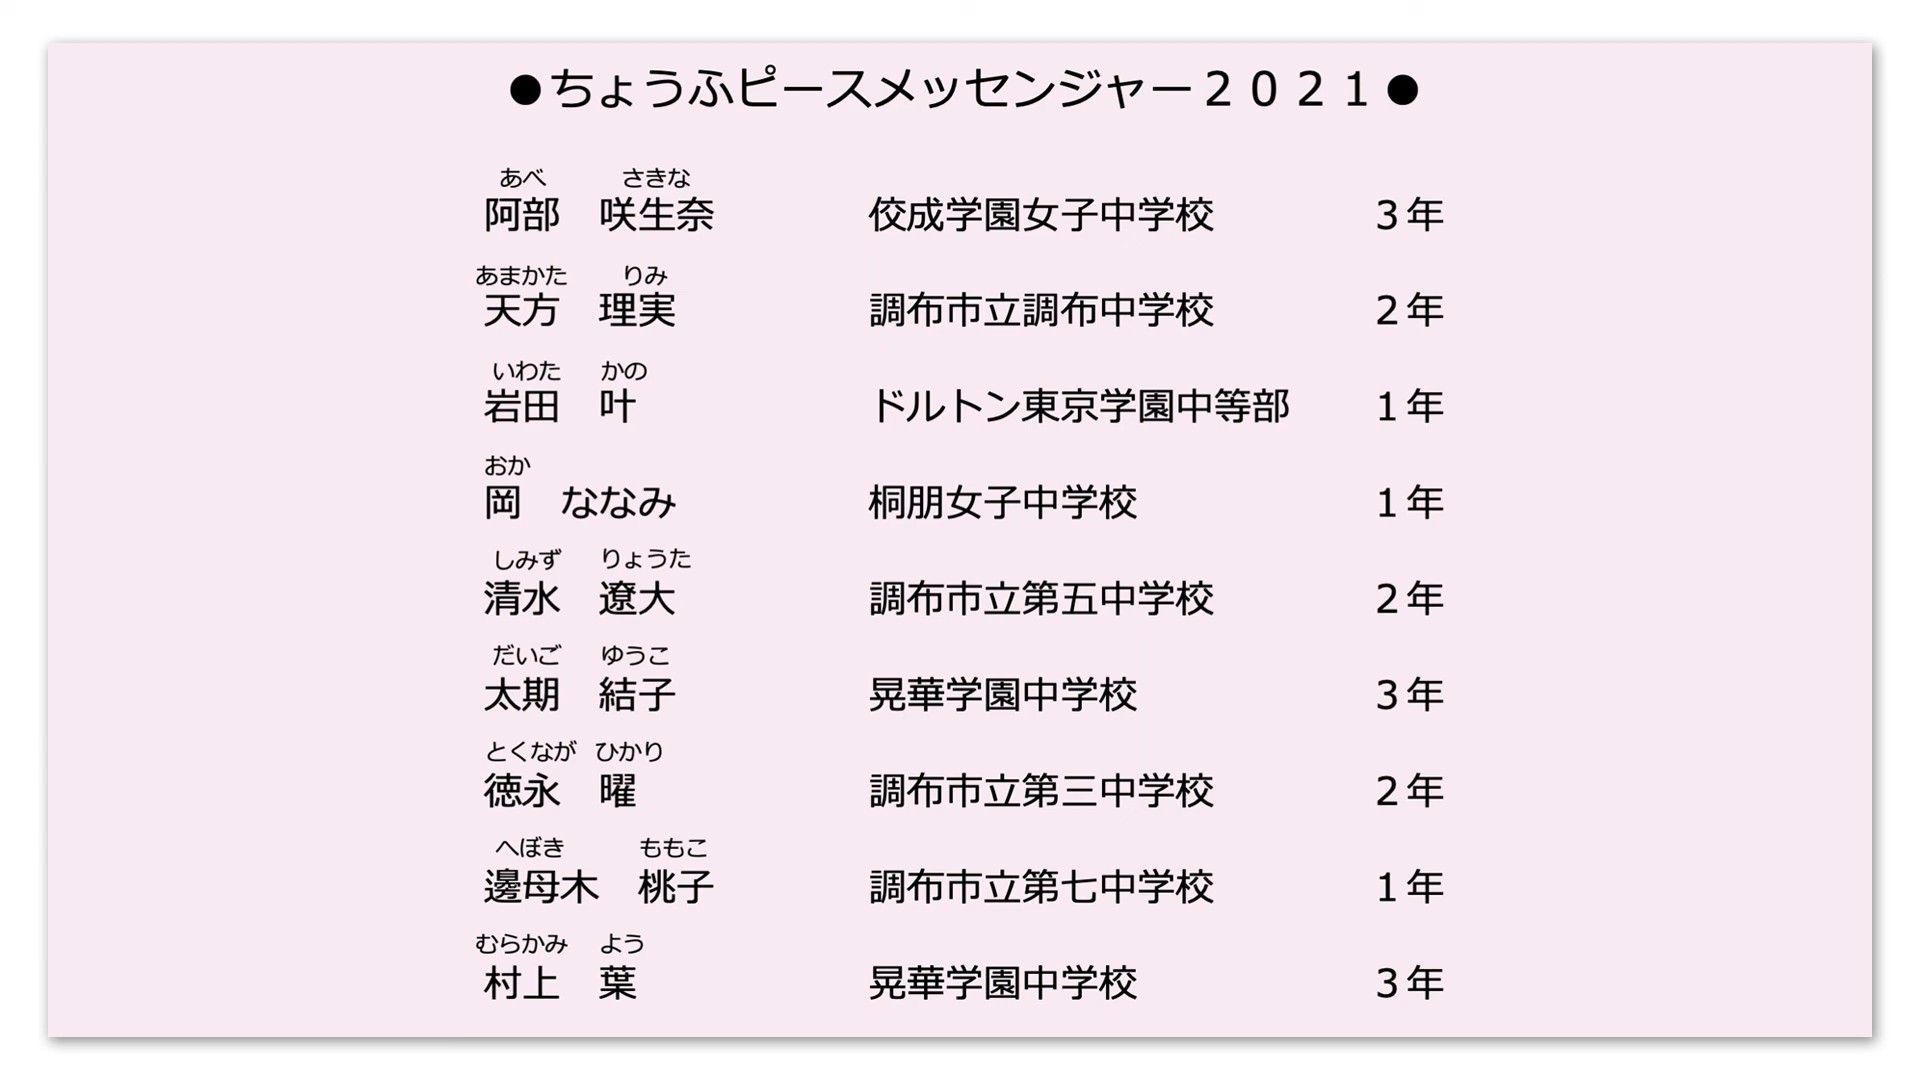 ●ちょうふピースメッセンジャー２０２１●
あべ　さきな
阿部　咲生奈　佼成学園女子中学校　３年
あまかた　りみ
天方　理実　調布市立調布中学校　２年
いわた　かの
岩田　叶　ドルトン東京学園中等部　１年
おか
岡　ななみ　桐朋女子中学校　１年
しみず　りょうた
清水　遼大　調布市立第五中学校　２年
だいご　ゆうこ
太期　結子　晃華学園中学校　３年
とくなが　ひかり
徳永　曜　調布市立第三中学校　２年
へぼき　ももこ
邊母木　桃子　調布市立第七中学校　１年
むらかみ　よう
村上　葉　晃華学園中学校　３年